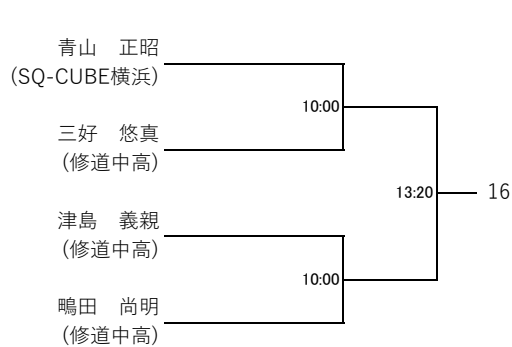 青山　正昭
(SQ-CUBE横浜)
10:00
三好　悠真
(修道中高)
13:20
16
津島　義親
(修道中高)
10:00
鴫田　尚明
(修道中高)